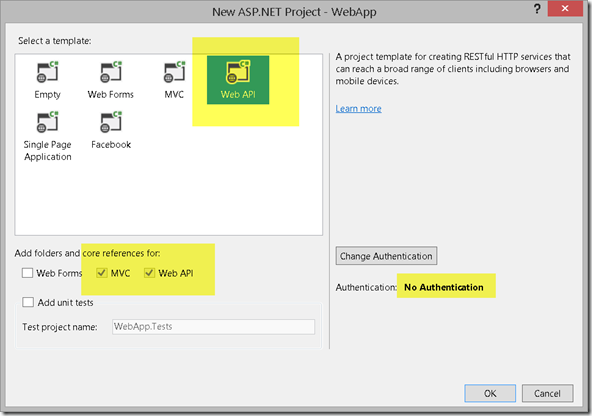 New ASP.NET Project - WebApp
?
Select a template:
Empty
Web Forms
MVC
Web API
Single Page
Application
Facebook
A project template for creating RESTful HTTP services that
can reach a broad range of clients including browsers and
mobile devices.
Learn more
Add folders and core references for:
Web Forms
MVC
Web API
Add unit tests
Test project name:
WebApp.Tests
Change Authentication
Authentication: No Authentication
OK
Cancel